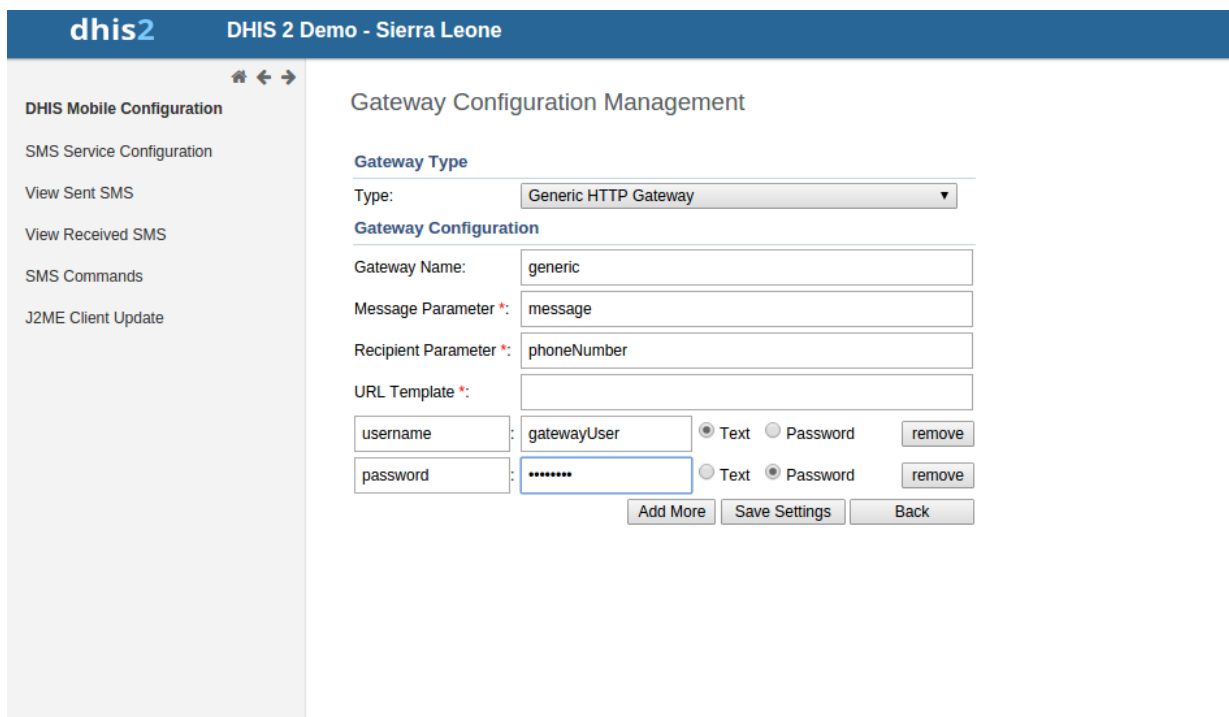 dhis2 DHIS 2 Demo - Sierra Leone
DHIS Mobile Configuration
SMS Service Configuration
View Sent SMS
View Received SMS
SMS Commands
J2ME Client Update
Gateway Configuration Management
Gateway Type
Type: Generic HTTP Gateway
Gateway Configuration
Gateway Name: generic
Message Parameter *: message
Recipient Parameter *: phoneNumber
URL Template *:
username : gatewayUser Text Password remove
password : •••••••• Text Password remove
Add More Save Settings Back